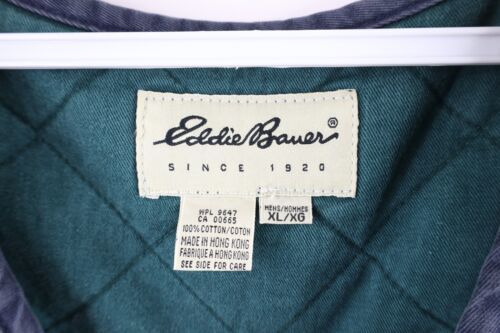 Eddie Bauer®
SINCE 1920
WPL 9647
CA 00665
100% COTTON/COTON
MADE IN HONG KONG
FABRIQUE A HONG KONG
SEE SIDE FOR CARE
MENS/HOMMES
XL/XG